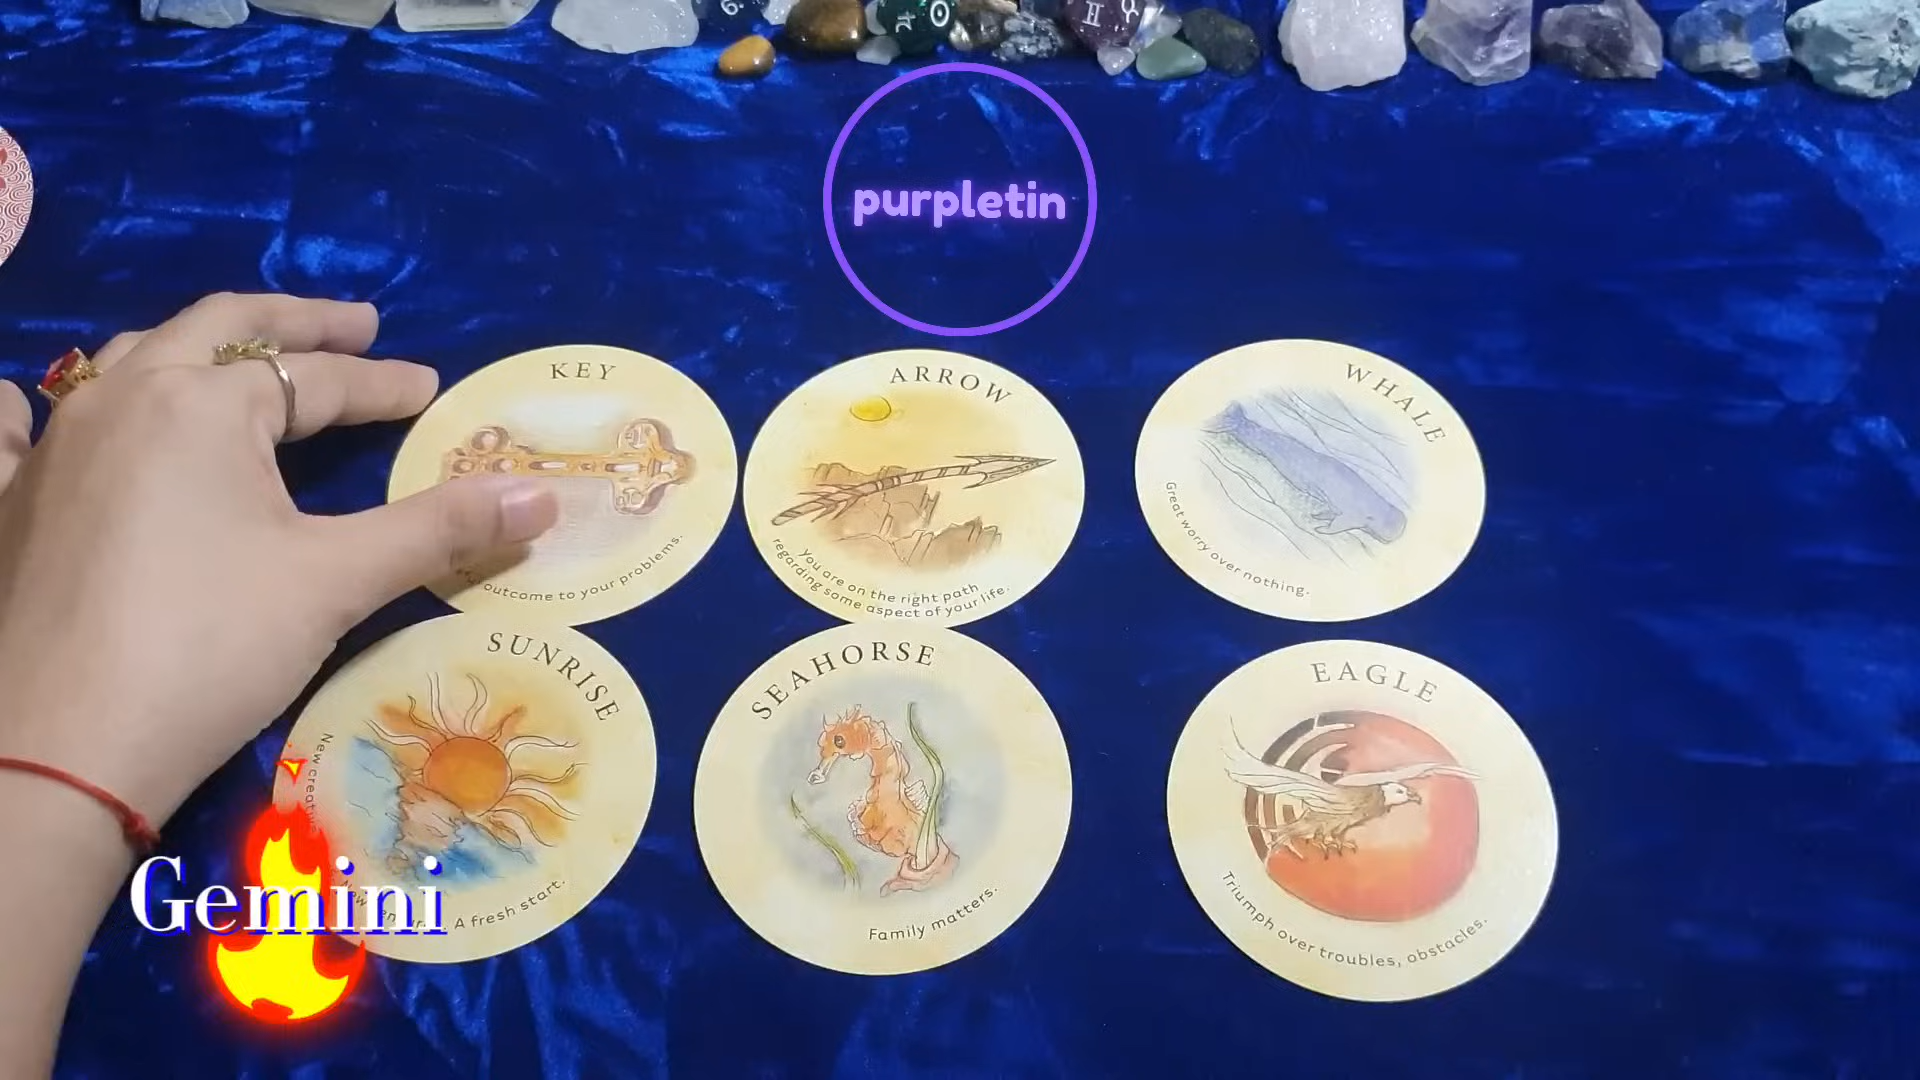 purpletin
KEY
outcome to your problems.
ARROW
You are on the right path
regarding some aspect of your life.
WHALE
Great worry over nothing.
SUNRISE
New
A fresh start.
SEAHORSE
Family matters.
EAGLE
Triumph over troubles, obstacles.
Gemini